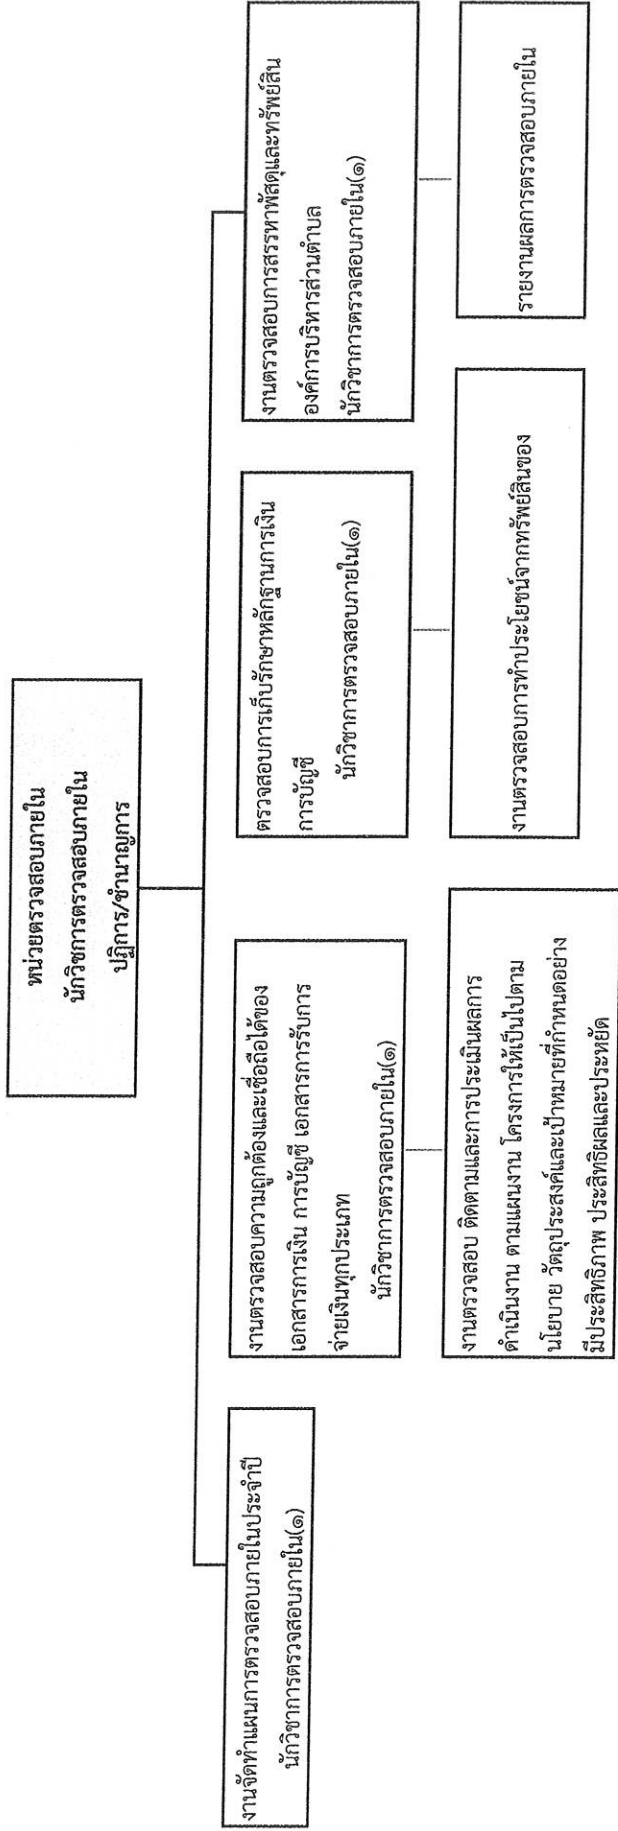 หน่วยตรวจสอบภายใน
นักวิชการตรวจสอบภายใน
ปฏิการ/ชำนาญการ
งานจัดทำแผนการตรวจสอบภายในประจำปี
นักวิชาการตรวจสอบภายใน(๑)
งานตรวจสอบความถูกต้องและเชื่อถือได้ของ
เอกสารการเงิน การบัญชี เอกสารการรับการ
จ่ายเงินทุกประเภท
นักวิชาการตรวจสอบภายใน(๑)
ตรวจสอบการเก็บรักษาหลักฐานการเงิน
การบัญชี
นักวิชาการตรวจสอบภายใน(๑)
งานตรวจสอบการสรรหาพัสดุและทรัพย์สิน
องค์การบริหารส่วนตำบล
นักวิชาการตรวจสอบภายใน(๑)
งานตรวจสอบ ติดตามและการประเมินผลการ
ดำเนินงาน ตามแผนงาน โครงการให้เป็นไปตาม
นโยบาย วัตถุประสงค์และเป้าหมายที่กำหนดอย่าง
มีประสิทธิภาพ ประสิทธิผลและประหยัด
งานตรวจสอบการทำประโยชน์จากทรัพย์สินของ
รายงานผลการตรวจสอบภายใน